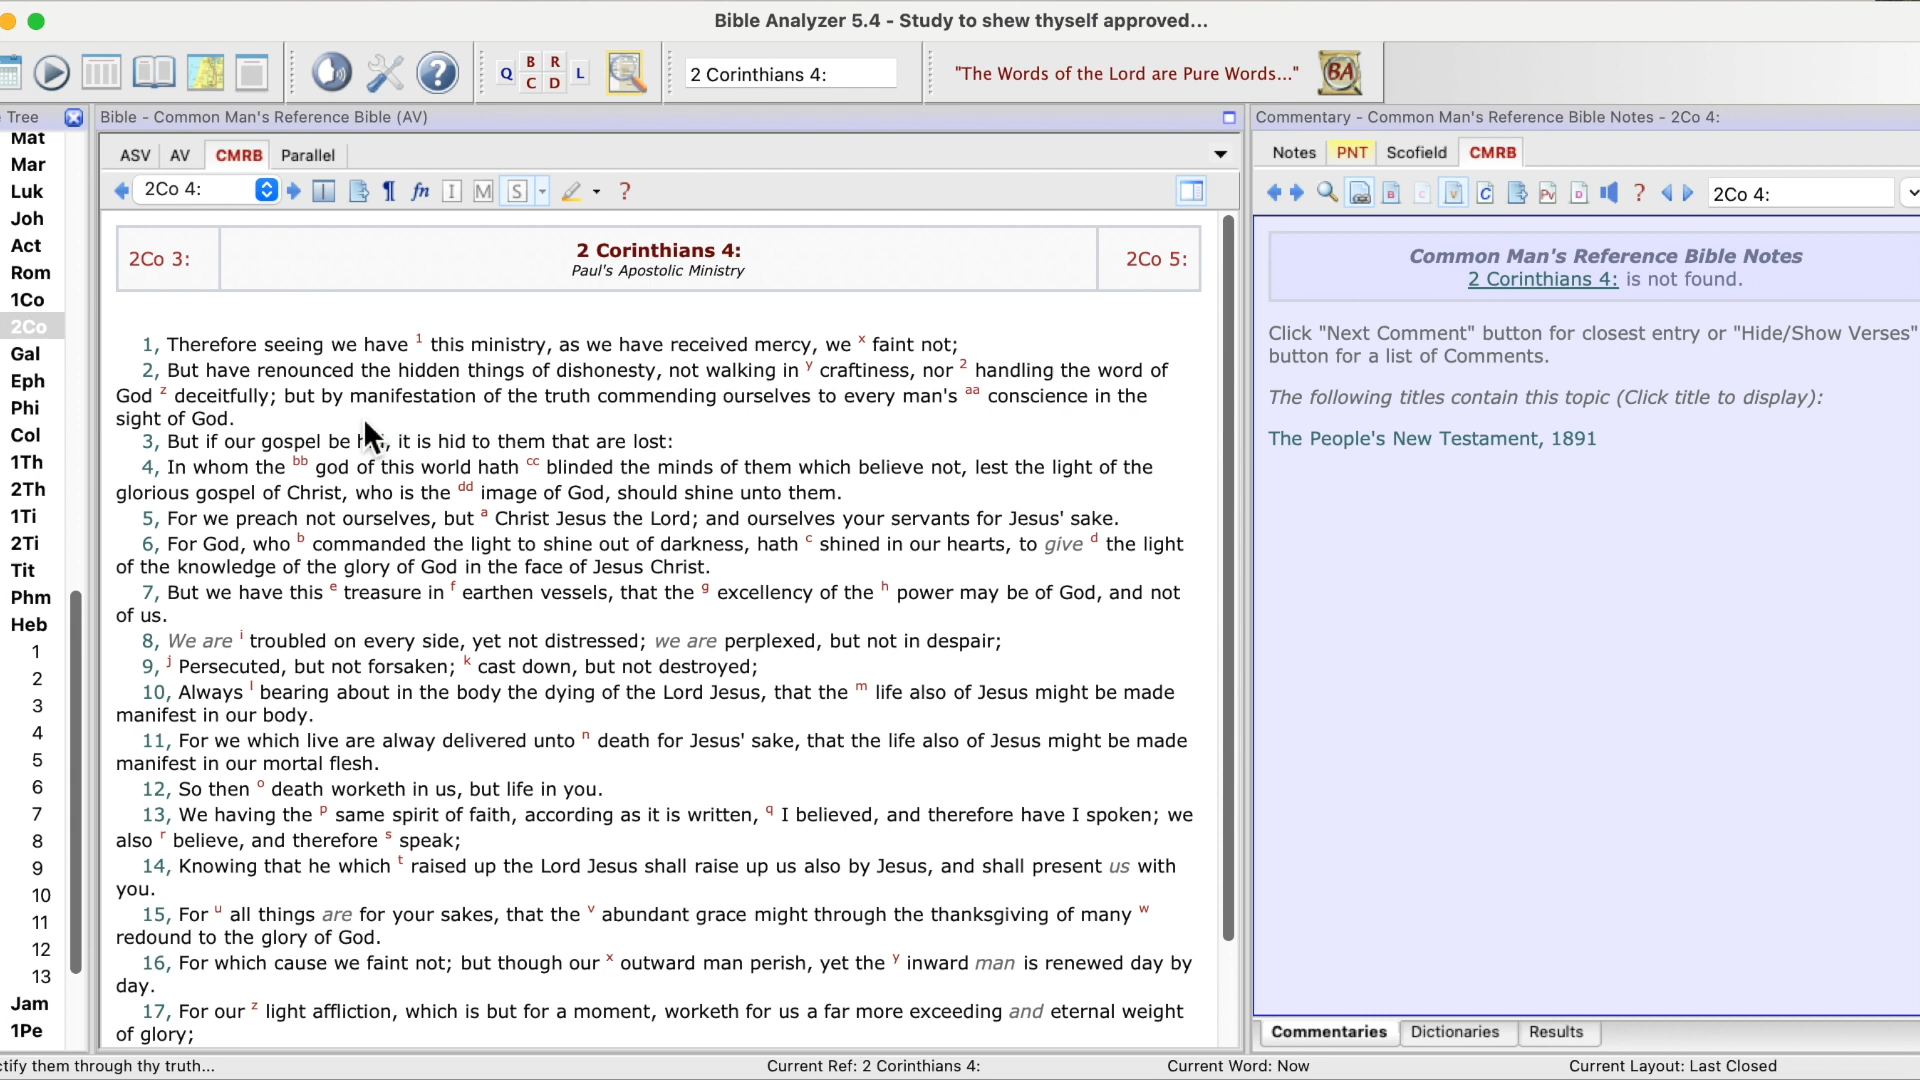 Bible Analyzer 5.4 - Study to shew thyself approved...
Q B R C D L
2 Corinthians 4:
"The Words of the Lord are Pure Words..."
BA
Tree
Mat
Mar
Luk
Joh
Act
Rom
1Co
2Co
Gal
Eph
Phi
Col
1Th
2Th
1Ti
2Ti
Tit
Phm
Heb
1
2
3
4
5
6
7
8
9
10
11
12
13
Jam
1Pe
Bible - Common Man's Reference Bible (AV)
ASV AV CMRB Parallel
2Co 4:
¶ fn I M S ?
2Co 3:
2 Corinthians 4:
Paul's Apostolic Ministry
2Co 5:
1, Therefore seeing we have 1 this ministry, as we have received mercy, we x faint not;
2, But have renounced the hidden things of dishonesty, not walking in y craftiness, nor 2 handling the word of
God z deceitfully; but by manifestation of the truth commending ourselves to every man's aa conscience in the
sight of God.
3, But if our gospel be , it is hid to them that are lost:
4, In whom the bb god of this world hath cc blinded the minds of them which believe not, lest the light of the
glorious gospel of Christ, who is the dd image of God, should shine unto them.
5, For we preach not ourselves, but a Christ Jesus the Lord; and ourselves your servants for Jesus' sake.
6, For God, who b commanded the light to shine out of darkness, hath c shined in our hearts, to give d the light
of the knowledge of the glory of God in the face of Jesus Christ.
7, But we have this e treasure in f earthen vessels, that the g excellency of the h power may be of God, and not
of us.
8, We are i troubled on every side, yet not distressed; we are perplexed, but not in despair;
9, j Persecuted, but not forsaken; k cast down, but not destroyed;
10, Always l bearing about in the body the dying of the Lord Jesus, that the m life also of Jesus might be made
manifest in our body.
11, For we which live are alway delivered unto n death for Jesus' sake, that the life also of Jesus might be made
manifest in our mortal flesh.
12, So then o death worketh in us, but life in you.
13, We having the p same spirit of faith, according as it is written, q I believed, and therefore have I spoken; we
also r believe, and therefore s speak;
14, Knowing that he which t raised up the Lord Jesus shall raise up us also by Jesus, and shall present us with
you.
15, For u all things are for your sakes, that the v abundant grace might through the thanksgiving of many w
redound to the glory of God.
16, For which cause we faint not; but though our x outward man perish, yet the y inward man is renewed day by
day.
17, For our z light affliction, which is but for a moment, worketh for us a far more exceeding and eternal weight
of glory;
Commentary - Common Man's Reference Bible Notes - 2Co 4:
Notes PNT Scofield CMRB
B C V C Pv D ? 2Co 4:
Common Man's Reference Bible Notes
2 Corinthians 4: is not found.
Click "Next Comment" button for closest entry or "Hide/Show Verses"
button for a list of Comments.
The following titles contain this topic (Click title to display):
The People's New Testament, 1891
Commentaries Dictionaries Results
ctify them through thy truth...
Current Ref: 2 Corinthians 4:
Current Word: Now
Current Layout: Last Closed